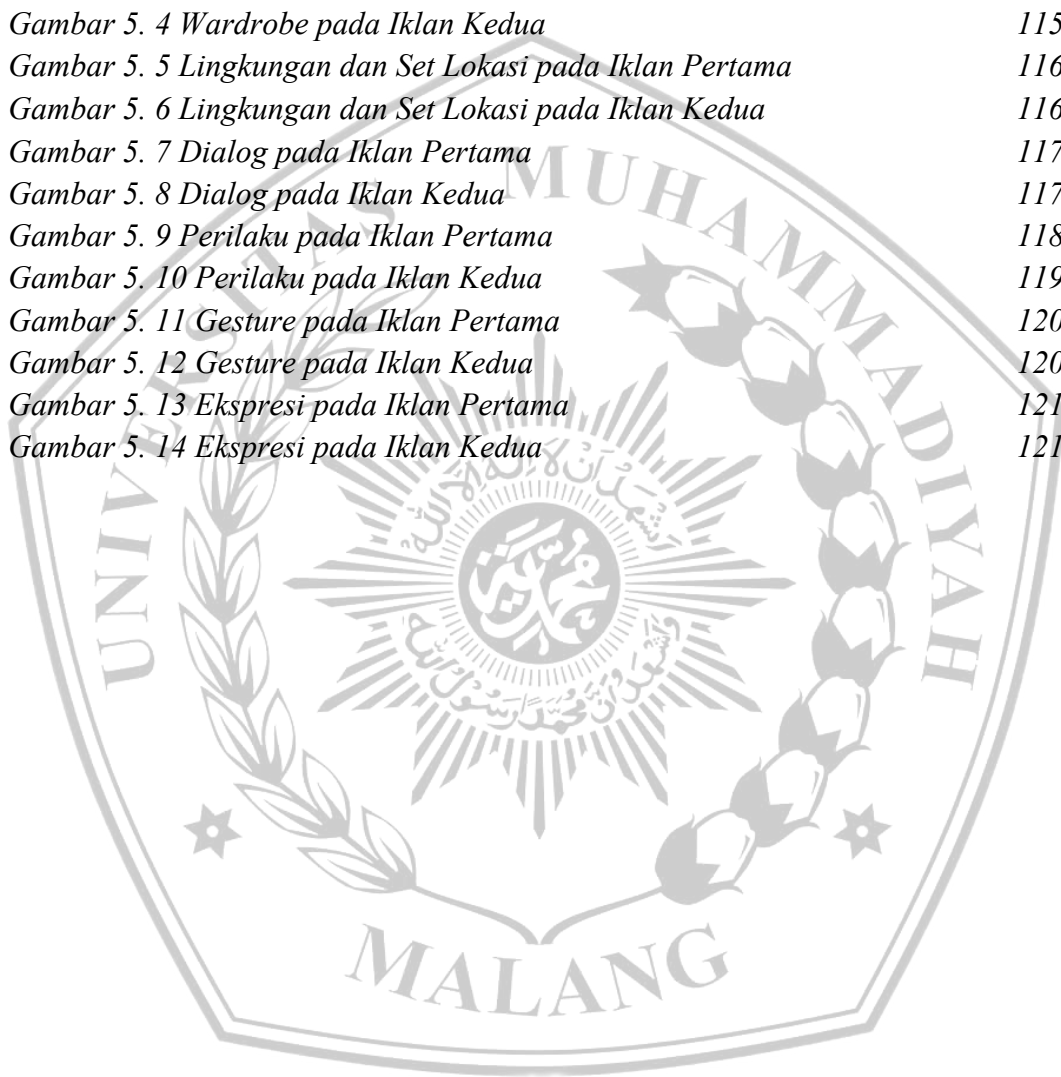 Gambar 5. 4 Wardrobe pada Iklan Kedua 115
Gambar 5. 5 Lingkungan dan Set Lokasi pada Iklan Pertama 116
Gambar 5. 6 Lingkungan dan Set Lokasi pada Iklan Kedua 116
Gambar 5. 7 Dialog pada Iklan Pertama 117
Gambar 5. 8 Dialog pada Iklan Kedua 117
Gambar 5. 9 Perilaku pada Iklan Pertama 118
Gambar 5. 10 Perilaku pada Iklan Kedua 119
Gambar 5. 11 Gesture pada Iklan Pertama 120
Gambar 5. 12 Gesture pada Iklan Kedua 120
Gambar 5. 13 Ekspresi pada Iklan Pertama 121
Gambar 5. 14 Ekspresi pada Iklan Kedua 121
UNIVERSITAS MUHAMMADIYAH
MALANG